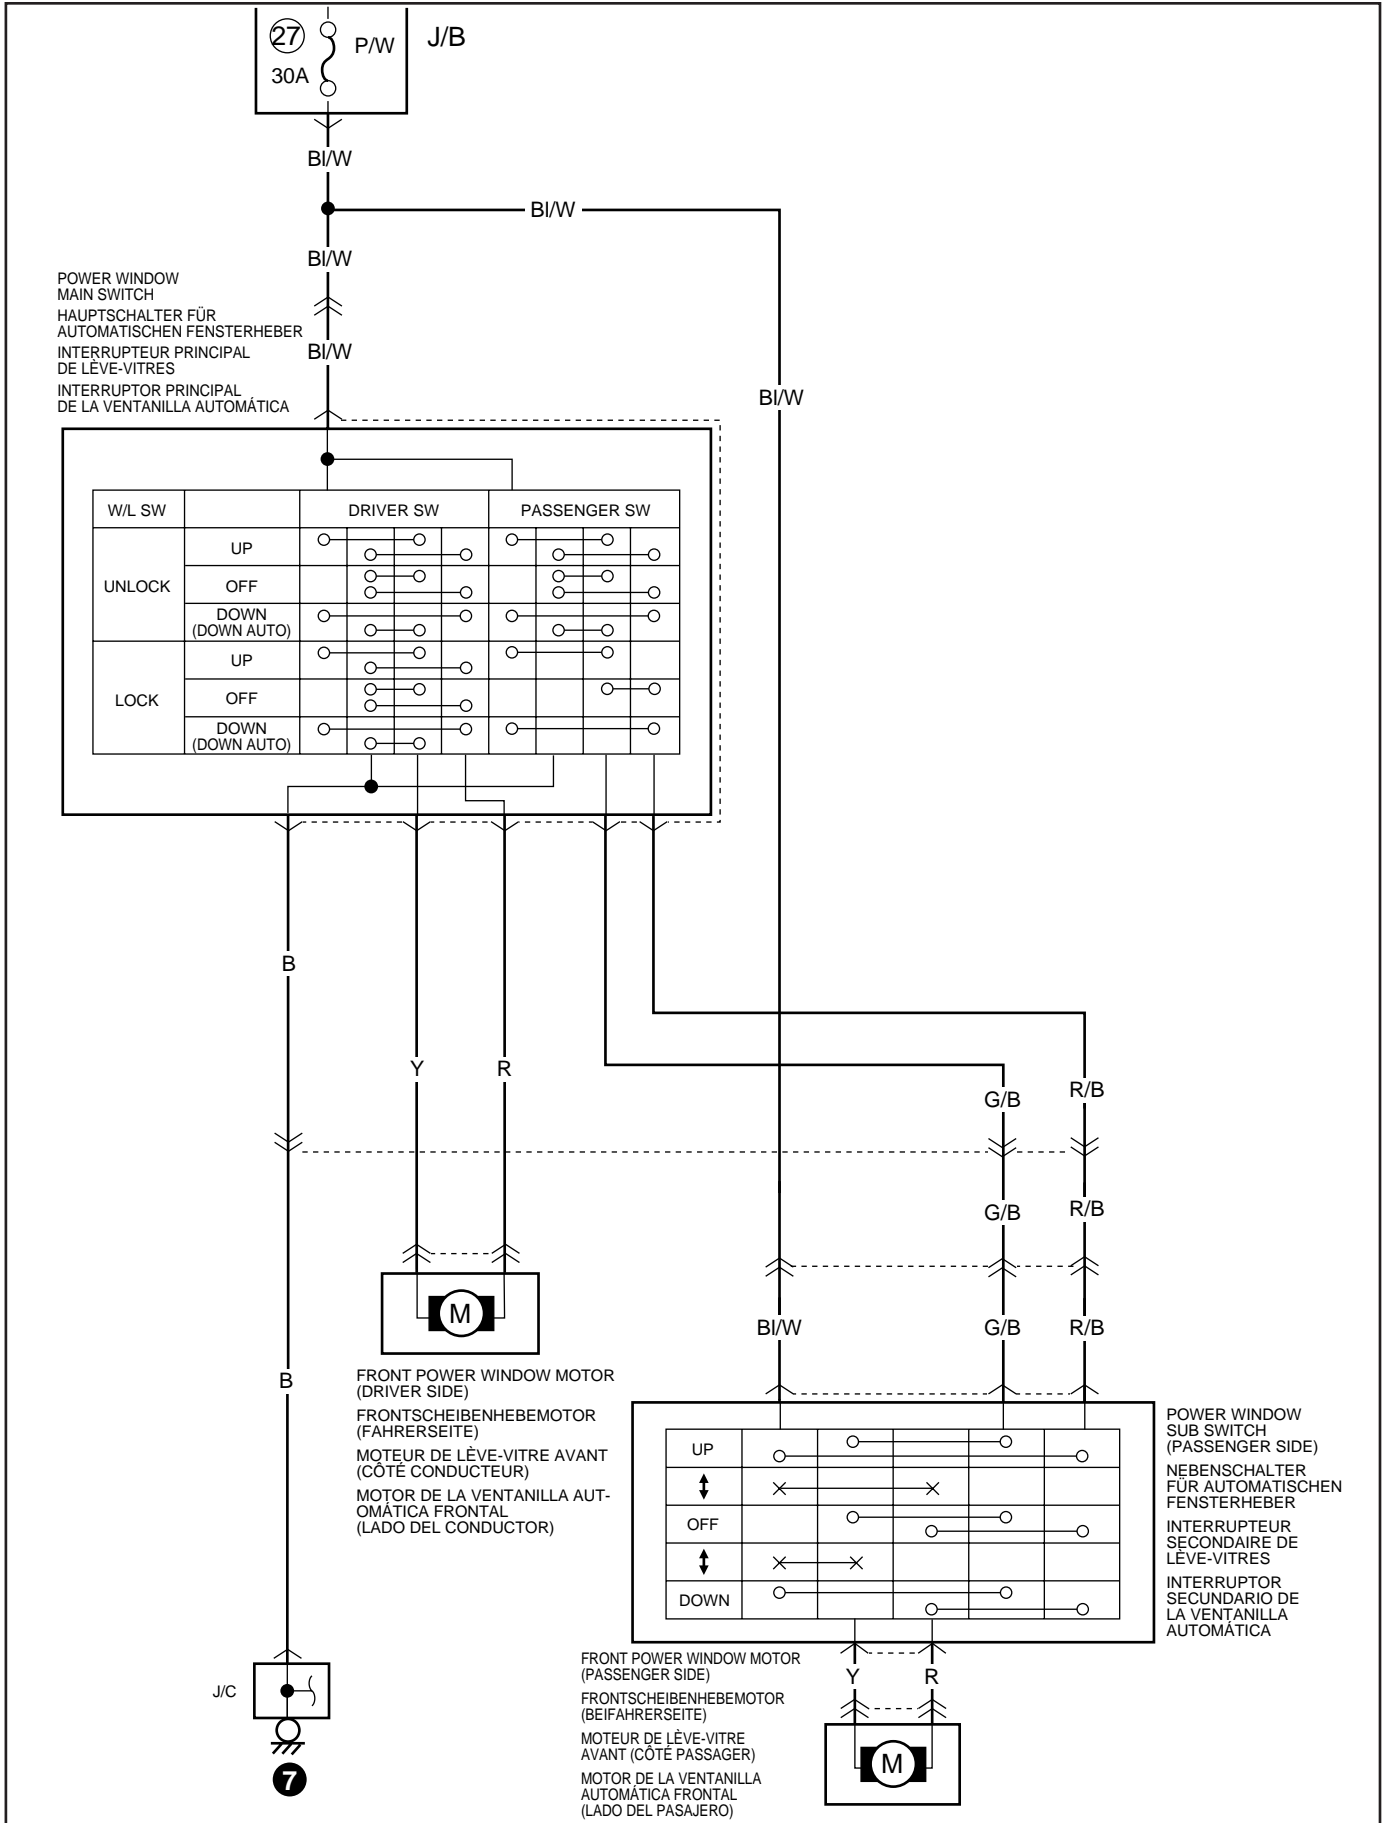 27
30A
P/W
J/B
Bl/W
Bl/W
Bl/W
POWER WINDOW
MAIN SWITCH
HAUPTSCHALTER FÜR
AUTOMATISCHEN FENSTERHEBER
INTERRUPTEUR PRINCIPAL
DE LÈVE-VITRES
INTERRUPTOR PRINCIPAL
DE LA VENTANILLA AUTOMÁTICA
Bl/W
Bl/W
W/L SW
DRIVER SW
PASSENGER SW
UNLOCK
UP
OFF
DOWN
(DOWN AUTO)
LOCK
UP
OFF
DOWN
(DOWN AUTO)
B
Y
R
G/B
R/B
G/B
R/B
M
Bl/W
G/B
R/B
B
FRONT POWER WINDOW MOTOR
(DRIVER SIDE)
FRONTSCHEIBENHEBEMOTOR
(FAHRERSEITE)
MOTEUR DE LÈVE-VITRE AVANT
(CÔTÉ CONDUCTEUR)
MOTOR DE LA VENTANILLA AUT-
OMÁTICA FRONTAL
(LADO DEL CONDUCTOR)
UP
OFF
DOWN
POWER WINDOW
SUB SWITCH
(PASSENGER SIDE)
NEBENSCHALTER
FÜR AUTOMATISCHEN
FENSTERHEBER
INTERRUPTEUR
SECONDAIRE DE
LÈVE-VITRES
INTERRUPTOR
SECUNDARIO DE
LA VENTANILLA
AUTOMÁTICA
FRONT POWER WINDOW MOTOR
(PASSENGER SIDE)
FRONTSCHEIBENHEBEMOTOR
(BEIFAHRERSEITE)
MOTEUR DE LÈVE-VITRE
AVANT (CÔTÉ PASSAGER)
MOTOR DE LA VENTANILLA
AUTOMÁTICA FRONTAL
(LADO DEL PASAJERO)
Y
R
M
J/C
7